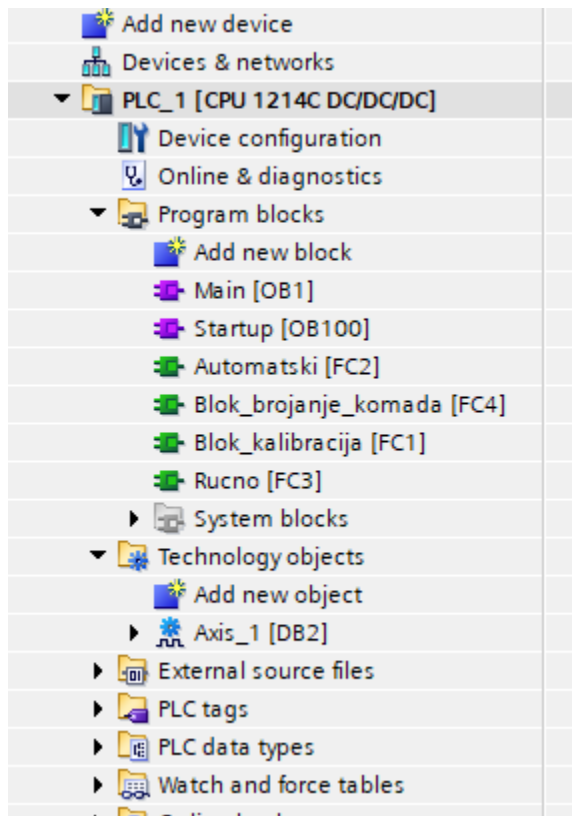 Add new device
Devices & networks
PLC_1 [CPU 1214C DC/DC/DC]
Device configuration
Online & diagnostics
Program blocks
Add new block
Main [OB1]
Startup [OB100]
Automatski [FC2]
Blok_brojanje_komada [FC4]
Blok_kalibracija [FC1]
Rucno [FC3]
System blocks
Technology objects
Add new object
Axis_1 [DB2]
External source files
PLC tags
PLC data types
Watch and force tables